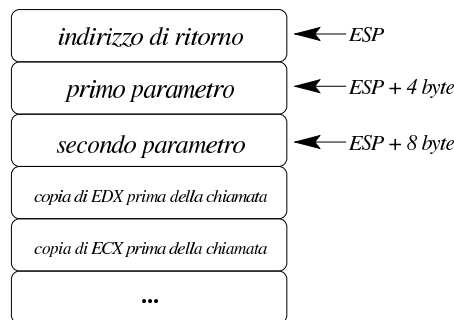 indirizzo di ritorno
ESP
primo parametro
ESP + 4 byte
secondo parametro
ESP + 8 byte
copia di EDX prima della chiamata
copia di ECX prima della chiamata
...